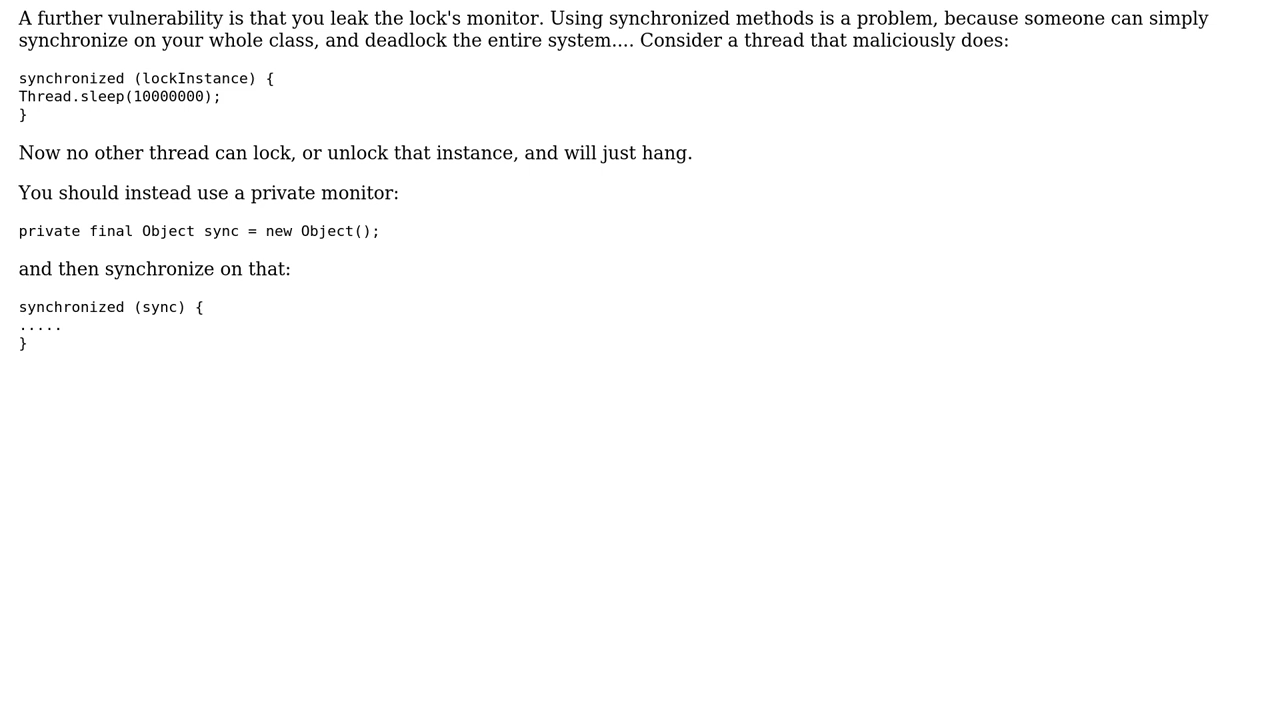 A further vulnerability is that you leak the lock's monitor. Using synchronized methods is a problem, because someone can simply
synchronize on your whole class, and deadlock the entire system.... Consider a thread that maliciously does:
synchronized (lockInstance) {
Thread.sleep(10000000);
}
Now no other thread can lock, or unlock that instance, and will just hang.
You should instead use a private monitor:
private final Object sync = new Object();
and then synchronize on that:
synchronized (sync) {
.....
}